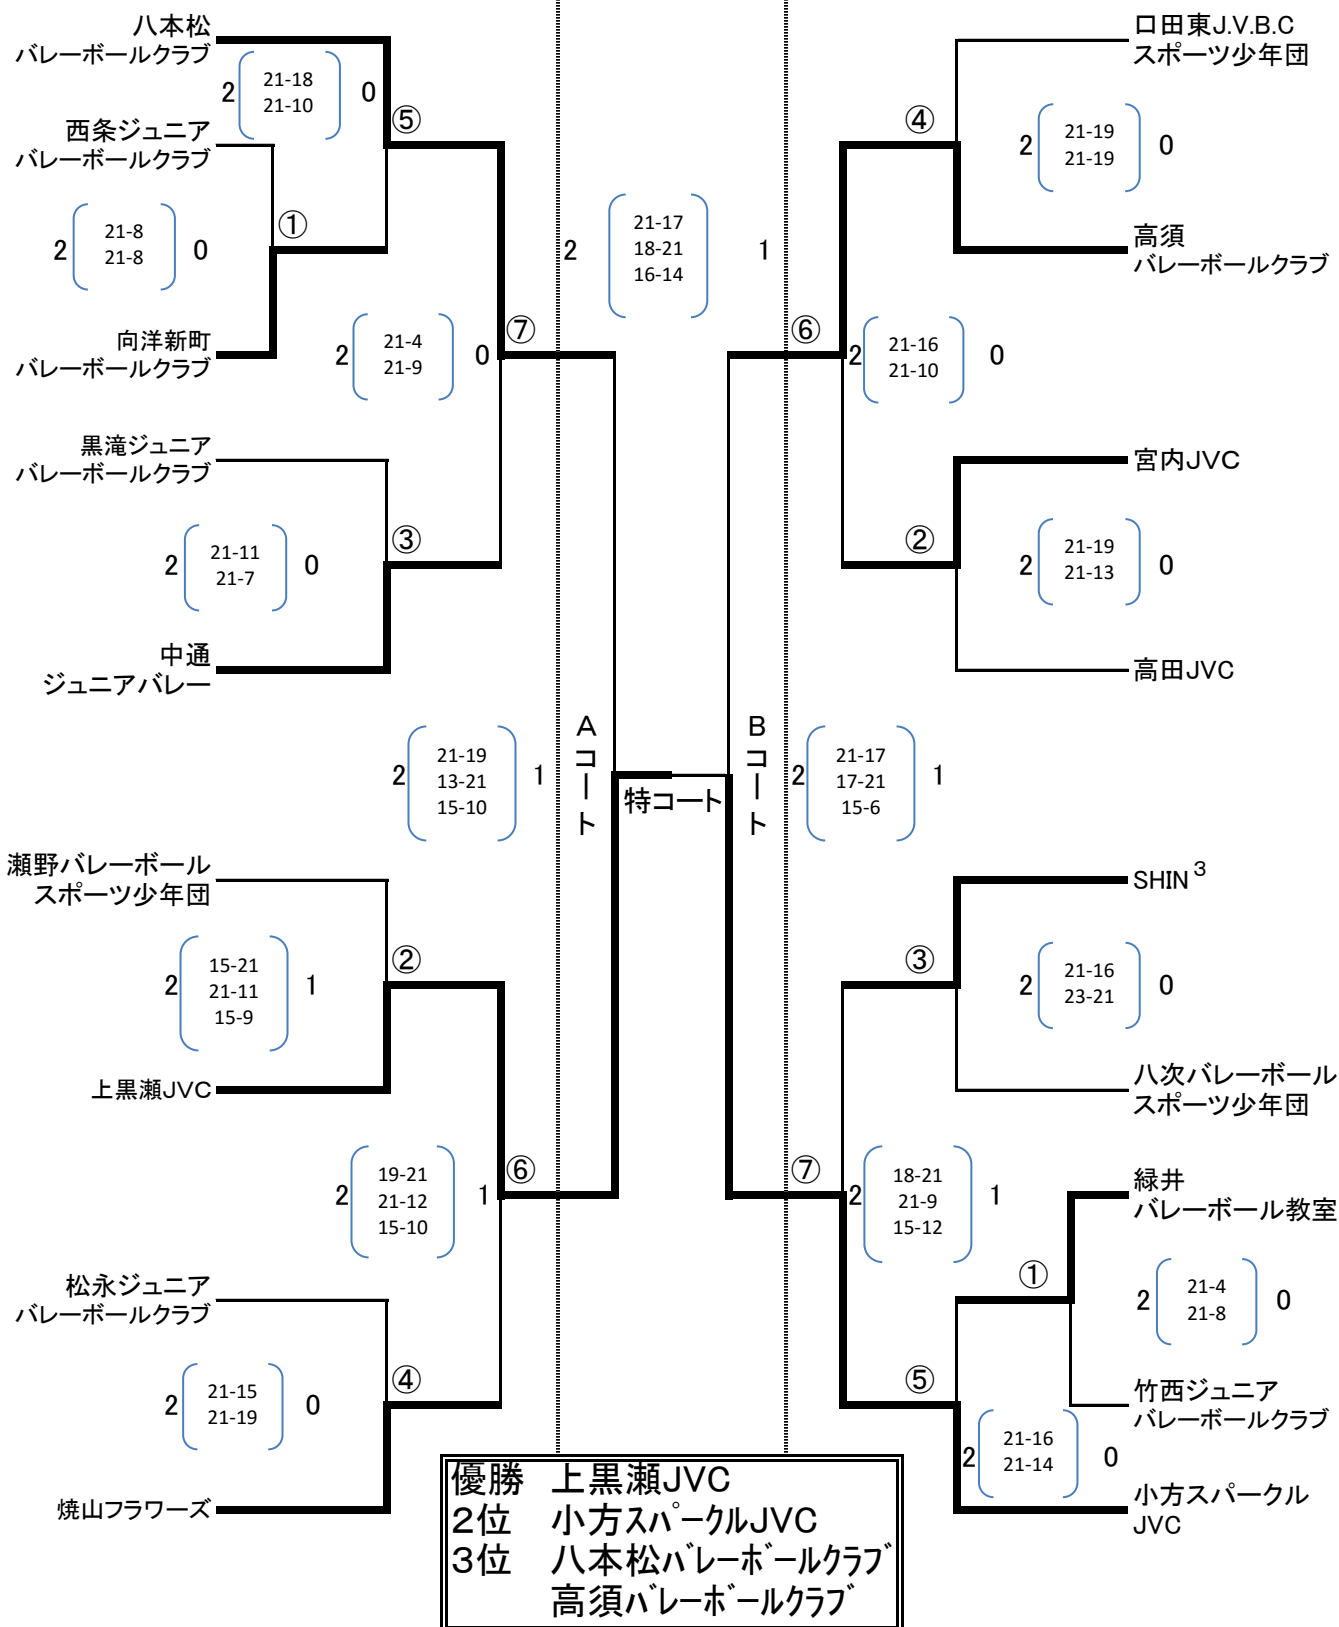 八本松
バレーボールクラブ
2 21-18 0
21-10
⑤
西条ジュニア
バレーボールクラブ
①
2 21-8 0
21-8
向洋新町
バレーボールクラブ
2 21-4 0
21-9
⑦
黒滝ジュニア
バレーボールクラブ
③
2 21-11 0
21-7
中通
ジュニアバレー
2 21-19 1
13-21
15-10
瀬野バレーボール
スポーツ少年団
②
2 15-21 1
21-11
15-9
上黒瀬JVC
2 19-21 1
21-12
15-10
⑥
松永ジュニア
バレーボールクラブ
④
2 21-15 0
21-19
焼山フラワーズ
2 21-17 1
18-21
16-14
Aコート
特コート
Bコート
口田東J.V.B.C
スポーツ少年団
④
2 21-19 0
21-19
高須
バレーボールクラブ
⑥
2 21-16 0
21-10
宮内JVC
②
2 21-19 0
21-13
高田JVC
2 21-17 1
17-21
15-6
SHIN³
③
2 21-16 0
23-21
八次バレーボール
スポーツ少年団
⑦
2 18-21 1
21-9
15-12
緑井
バレーボール教室
①
2 21-4 0
21-8
竹西ジュニア
バレーボールクラブ
⑤
2 21-16 0
21-14
小方スパークル
JVC
優勝 上黒瀬JVC
2位 小方スパークルJVC
3位 八本松バレーボールクラブ
高須バレーボールクラブ